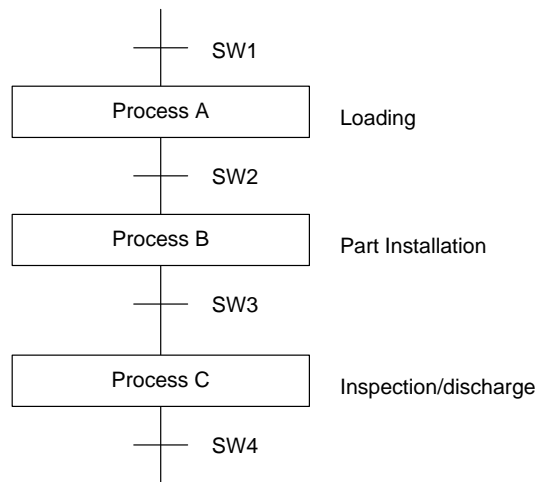 SW1
Process A
Loading
SW2
Process B
Part Installation
SW3
Process C
Inspection/discharge
SW4